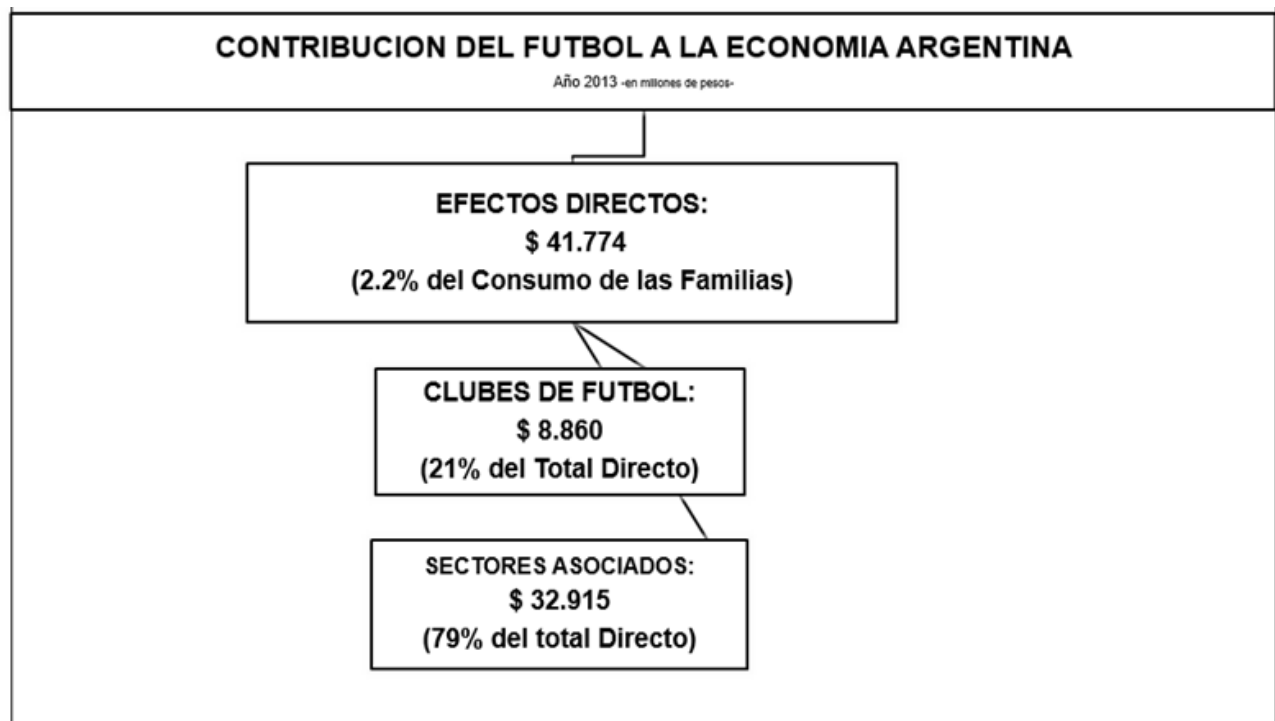 CONTRIBUCION DEL FUTBOL A LA ECONOMIA ARGENTINA
Año 2013 -en millones de pesos-
EFECTOS DIRECTOS:
$ 41.774
(2.2% del Consumo de las Familias)
CLUBES DE FUTBOL:
$ 8.860
(21% del Total Directo)
SECTORES ASOCIADOS:
$ 32.915
(79% del total Directo)